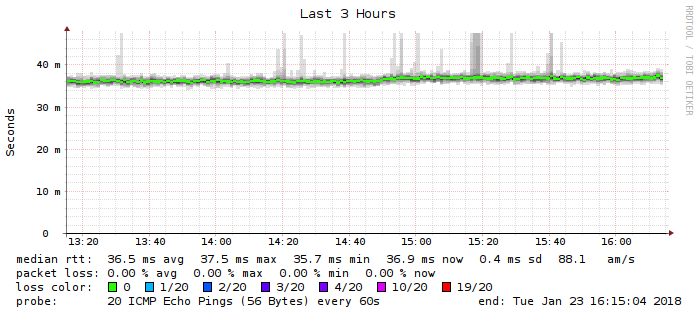 Last 3 Hours
RRDTOOL / TOBI OETIKER
Seconds
40 m
30 m
20 m
10 m
0
13:20 13:40 14:00 14:20 14:40 15:00 15:20 15:40 16:00
median rtt: 36.5 ms avg 37.5 ms max 35.7 ms min 36.9 ms now 0.4 ms sd 88.1 am/s
packet loss: 0.00 % avg 0.00 % max 0.00 % min 0.00 % now
loss color: 0 1/20 2/20 3/20 4/20 10/20 19/20
probe: 20 ICMP Echo Pings (56 Bytes) every 60s end: Tue Jan 23 16:15:04 2018